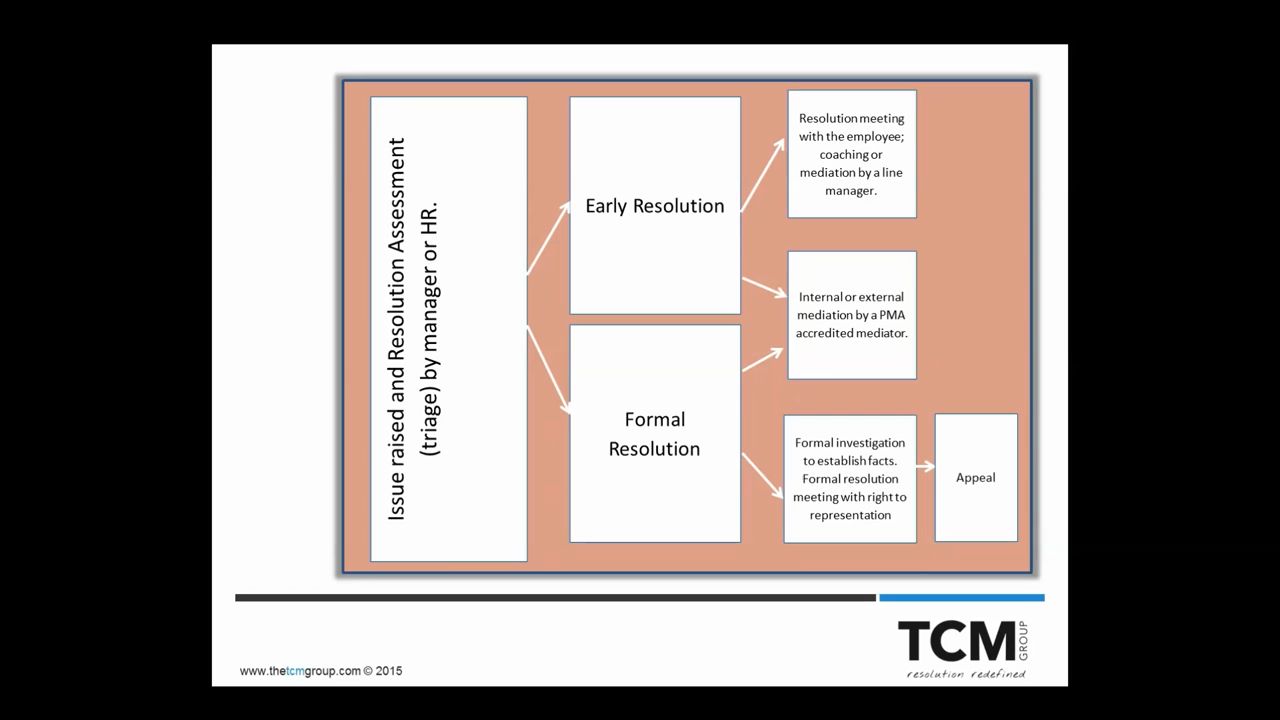 Issue raised and Resolution Assessment
(triage) by manager or HR.
Early Resolution
Formal
Resolution
Resolution meeting
with the employee;
coaching or
mediation by a line
manager.
Internal or external
mediation by a PMA
accredited mediator.
Formal investigation
to establish facts.
Formal resolution
meeting with right to
representation
Appeal
www.thetcmgroup.com © 2015
TCM
GROUP
resolution redefined